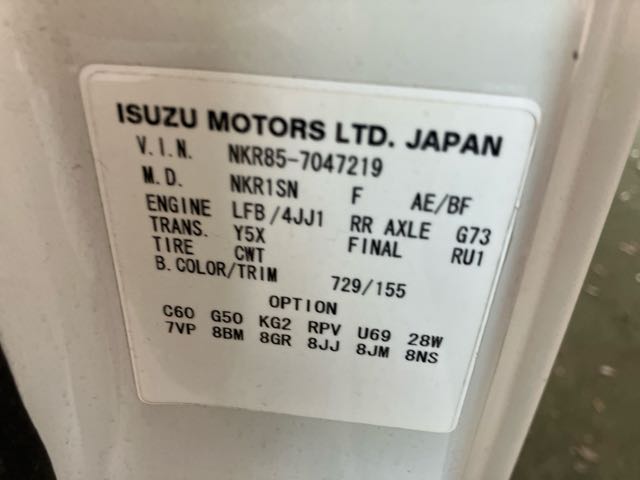 ISUZU MOTORS LTD. JAPAN
V.I.N. NKR85-7047219
M.D. NKR1SN F AE/BF
ENGINE LFB/4JJ1 RR AXLE G73
TRANS. Y5X FINAL RU1
TIRE CWT
B.COLOR/TRIM 729/155
OPTION
C60 G50 KG2 RPV U69 28W
7VP 8BM 8GR 8JJ 8JM 8NS